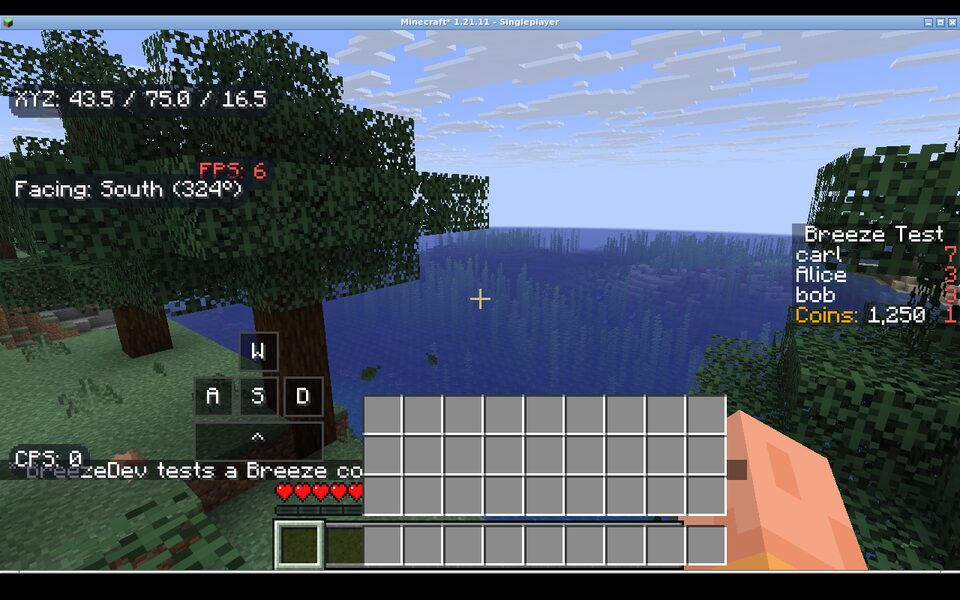 Minecraft* 1.21.11 - Singleplayer
XYZ: 43.5 / 75.0 / 16.5
FPS: 6
Facing: South (324°)
Breeze Test
carl 7
Alice 3
bob
Coins: 1,250 1
W
A S D
^
CPS: 0
BreezeDev tests a Breeze co